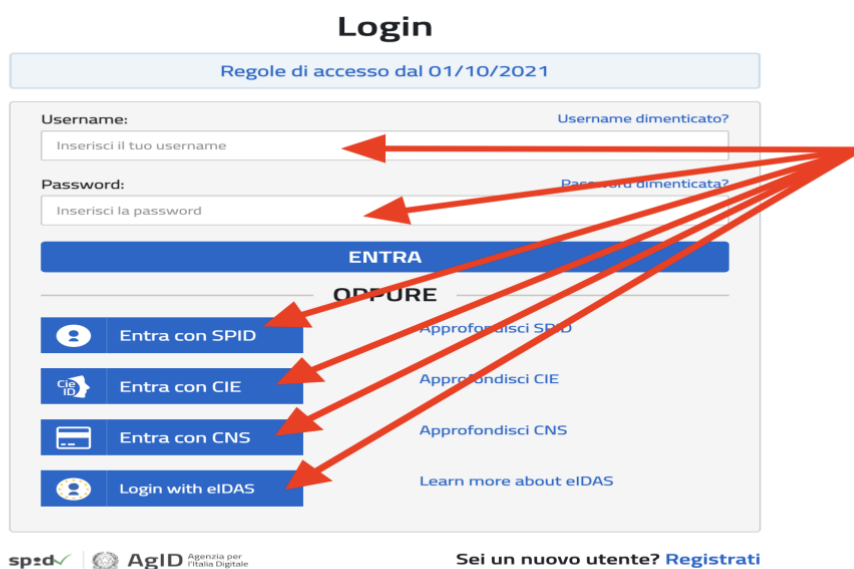 Login
Regole di accesso dal 01/10/2021
Username: Username dimenticato?
Inserisci il tuo username
Password: Password dimenticata?
Inserisci la password
ENTRA
OPPURE
Entra con SPID Approfondisci SPID
Cie ID Entra con CIE Approfondisci CIE
Entra con CNS Approfondisci CNS
Login with eIDAS Learn more about eIDAS
sp:d AgID Agenzia per l'Italia Digitale Sei un nuovo utente? Registrati